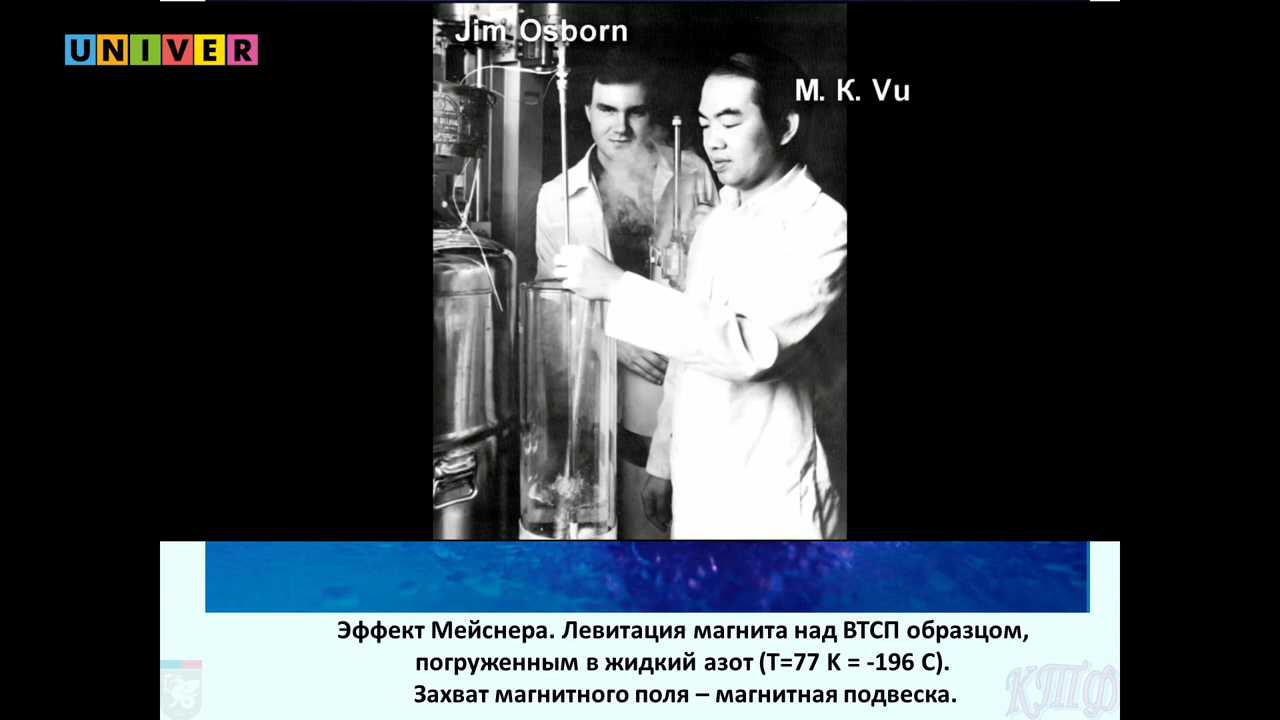 UNIVER
Jim Osborn
M. K. Vu
Эффект Мейснера. Левитация магнита над ВТСП образцом,
погруженным в жидкий азот (T=77 K = -196 C).
Захват магнитного поля – магнитная подвеска.
КТФ